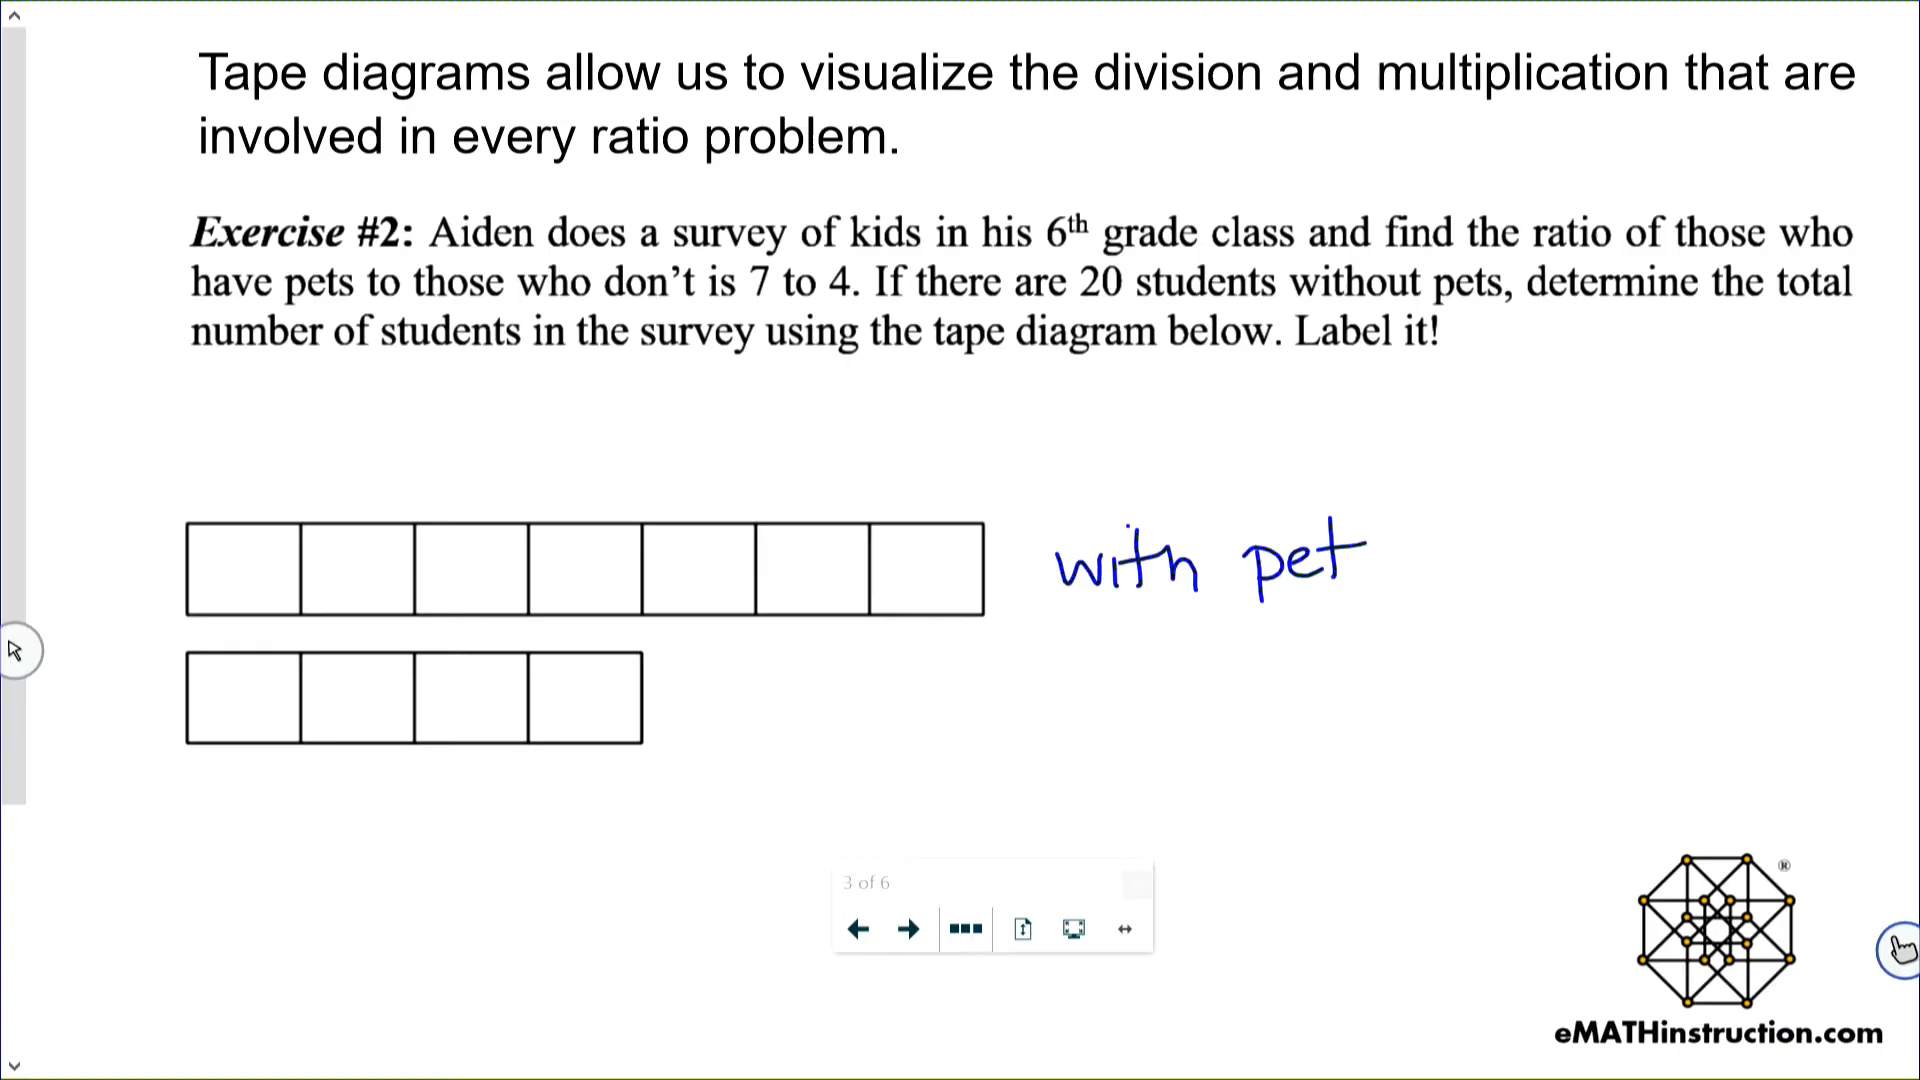 Tape diagrams allow us to visualize the division and multiplication that are
involved in every ratio problem.
Exercise #2: Aiden does a survey of kids in his 6th grade class and find the ratio of those who
have pets to those who don’t is 7 to 4. If there are 20 students without pets, determine the total
number of students in the survey using the tape diagram below. Label it!
with pet
3 of 6
®
eMATHinstruction.com